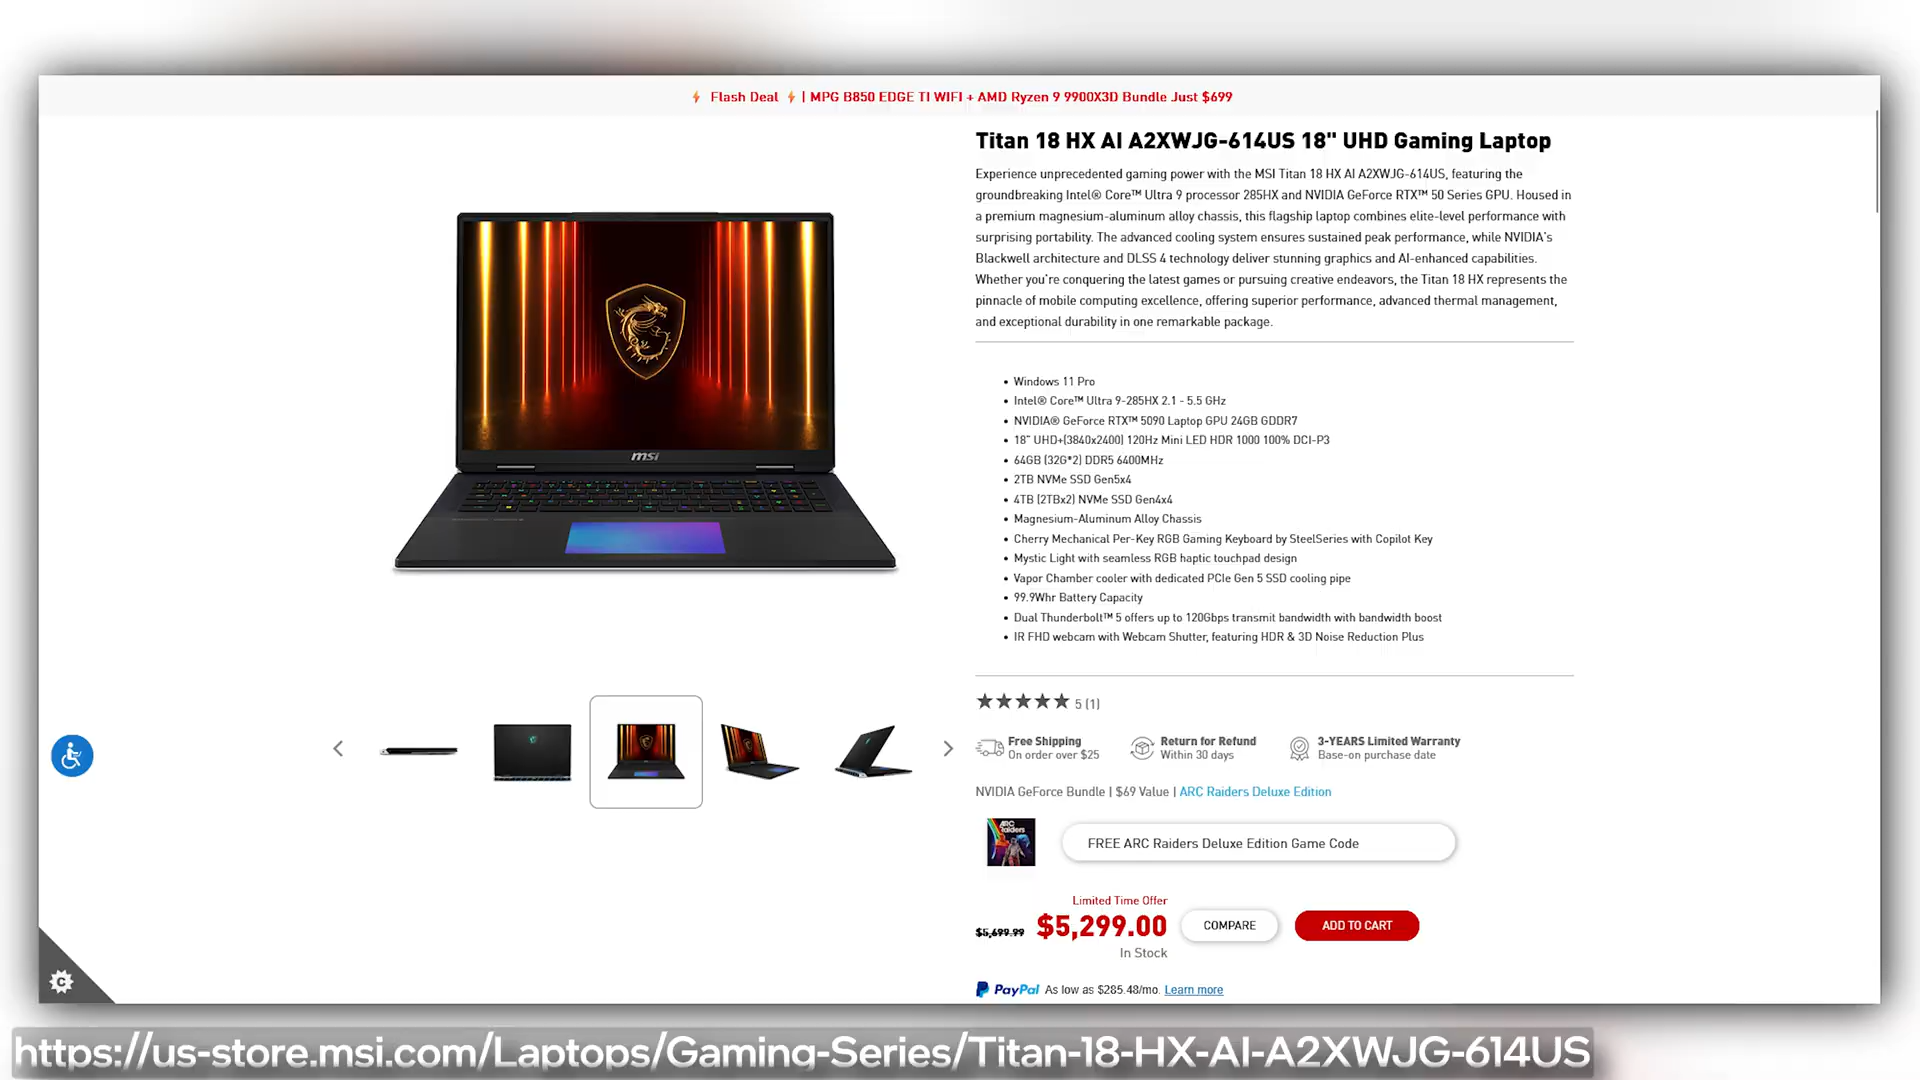 Flash Deal | MPG B850 EDGE TI WIFI + AMD Ryzen 9 9900X3D Bundle Just $699
Titan 18 HX AI A2XWJG-614US 18" UHD Gaming Laptop
Experience unprecedented gaming power with the MSI Titan 18 HX AI A2XWJG-614US, featuring the
groundbreaking Intel® Core™ Ultra 9 processor 285HX and NVIDIA GeForce RTX™ 50 Series GPU. Housed in
a premium magnesium-aluminum alloy chassis, this flagship laptop combines elite-level performance with
surprising portability. The advanced cooling system ensures sustained peak performance, while NVIDIA's
Blackwell architecture and DLSS 4 technology deliver stunning graphics and AI-enhanced capabilities.
Whether you're conquering the latest games or pursuing creative endeavors, the Titan 18 HX represents the
pinnacle of mobile computing excellence, offering superior performance, advanced thermal management,
and exceptional durability in one remarkable package.
msi
• Windows 11 Pro
• Intel® Core™ Ultra 9-285HX 2.1 - 5.5 GHz
• NVIDIA® GeForce RTX™ 5090 Laptop GPU 24GB GDDR7
• 18" UHD+(3840x2400) 120Hz Mini LED HDR 1000 100% DCI-P3
• 64GB (32G*2) DDR5 6400MHz
• 2TB NVMe SSD Gen5x4
• 4TB (2TBx2) NVMe SSD Gen4x4
• Magnesium-Aluminum Alloy Chassis
• Cherry Mechanical Per-Key RGB Gaming Keyboard by SteelSeries with Copilot Key
• Mystic Light with seamless RGB haptic touchpad design
• Vapor Chamber cooler with dedicated PCIe Gen 5 SSD cooling pipe
• 99.9Whr Battery Capacity
• Dual Thunderbolt™ 5 offers up to 120Gbps transmit bandwidth with bandwidth boost
• IR FHD webcam with Webcam Shutter, featuring HDR & 3D Noise Reduction Plus
5 (1)
Free Shipping
On order over $25
Return for Refund
Within 30 days
3-YEARS Limited Warranty
Base-on purchase date
NVIDIA GeForce Bundle | $69 Value | ARC Raiders Deluxe Edition
ARC
Raiders
FREE ARC Raiders Deluxe Edition Game Code
Limited Time Offer
$5,699.99 $5,299.00
COMPARE
ADD TO CART
In Stock
PayPal As low as $285.48/mo. Learn more
https://us-store.msi.com/Laptops/Gaming-Series/Titan-18-HX-AI-A2XWJG-614US